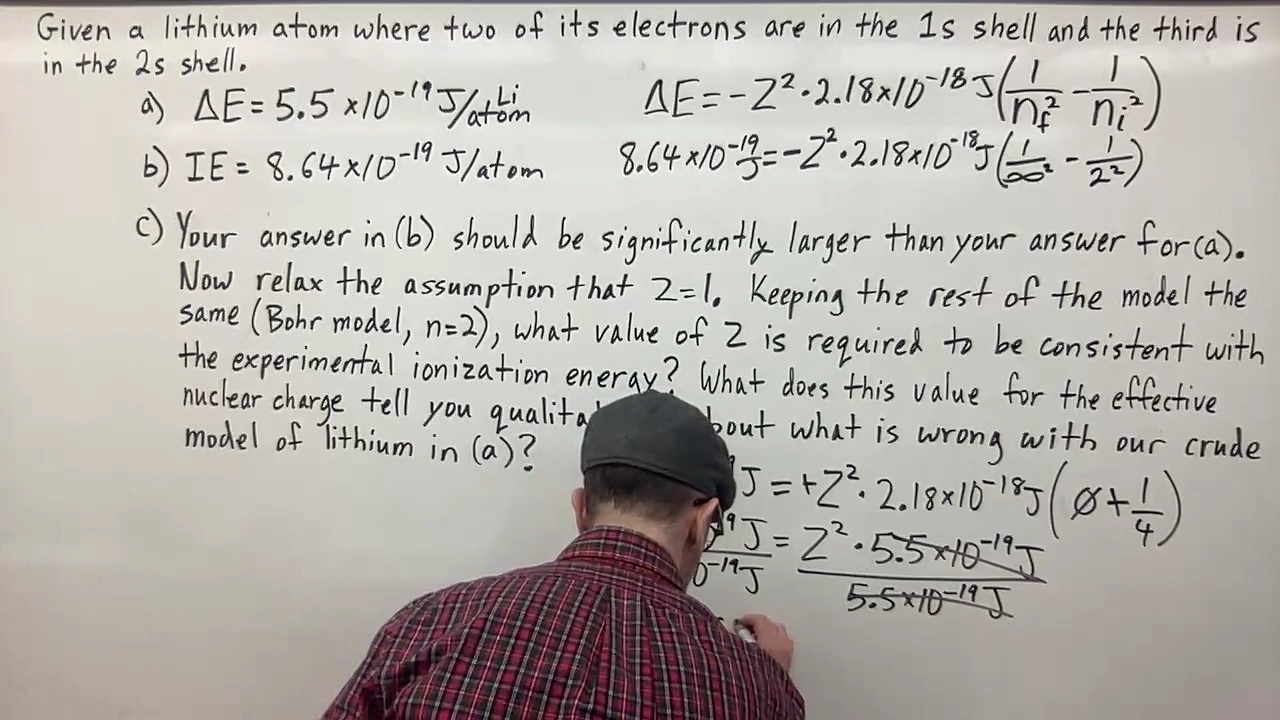 Given a lithium atom where two of its electrons are in the 1s shell and the third is
in the 2s shell.
a) ΔE = 5.5 ×10⁻¹⁹ J/atom Li
ΔE = -Z² · 2.18×10⁻¹⁸ J (1/n_f² - 1/n_i²)
b) IE = 8.64×10⁻¹⁹ J/atom
8.64×10⁻¹⁹ J = -Z² · 2.18×10⁻¹⁸ J (1/∞² - 1/2²)
c) Your answer in (b) should be significantly larger than your answer for (a).
Now relax the assumption that Z=1. Keeping the rest of the model the
same (Bohr model, n=2), what value of Z is required to be consistent with
the experimental ionization energy? What does this value for the effective
nuclear charge tell you bout what is wrong with our crude
model of lithium in (a)?
J = +Z² · 2.18×10⁻¹⁸ J (0 + 1/4)
⁻¹⁹ J = Z² · 5.5×10⁻¹⁹ J
0⁻¹⁹ J 5.5×10⁻¹⁹ J